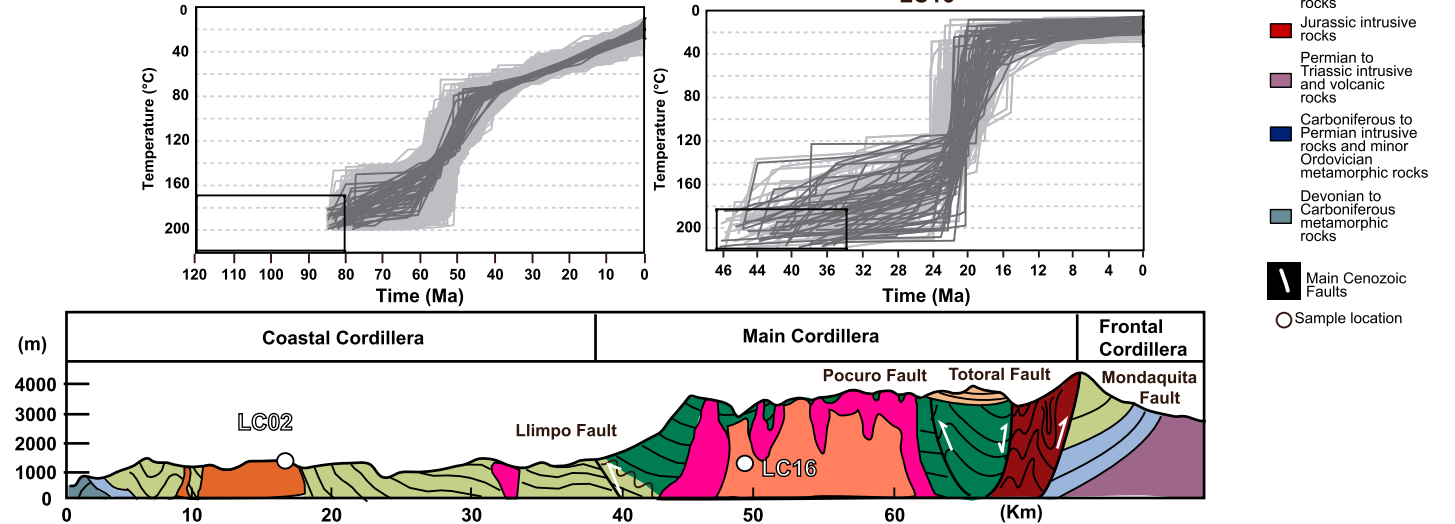 0
40
80
120
160
200
Temperature (°C)
120 110 100 90 80 70 60 50 40 30 20 10 0
Time (Ma)
0
40
80
120
160
200
Temperature (°C)
46 44 40 36 32 28 24 20 16 12 8 4 0
Time (Ma)
rocks
Jurassic intrusive
rocks
Permian to
Triassic intrusive
and volcanic
rocks
Carboniferous to
Permian intrusive
rocks and minor
Ordovician
metamorphic rocks
Devonian to
Carboniferous
metamorphic
rocks
Main Cenozoic
Faults
Sample location
Coastal Cordillera
Main Cordillera
Frontal
Cordillera
(m)
4000
3000
2000
1000
0
LC02
Llimpo Fault
Pocuro Fault
Totoral Fault
Mondaquita
Fault
LC16
0 10 20 30 40 50 60 (Km)